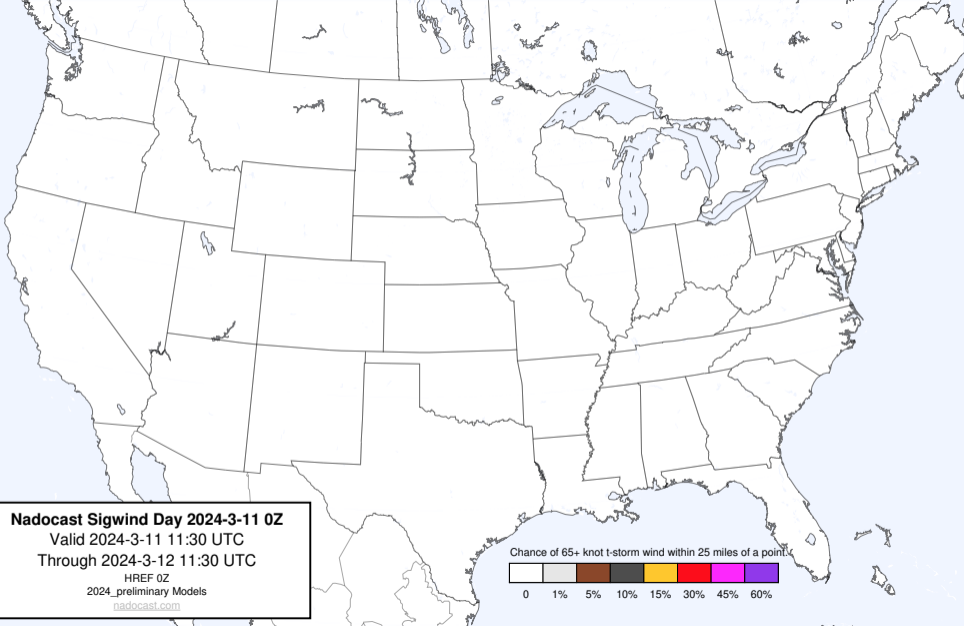 Nadocast Sigwind Day 2024-3-11 0Z
Valid 2024-3-11 11:30 UTC
Through 2024-3-12 11:30 UTC
HREF 0Z
2024_preliminary Models
nadocast.com
Chance of 65+ knot t-storm wind within 25 miles of a point.
0 1% 5% 10% 15% 30% 45% 60%